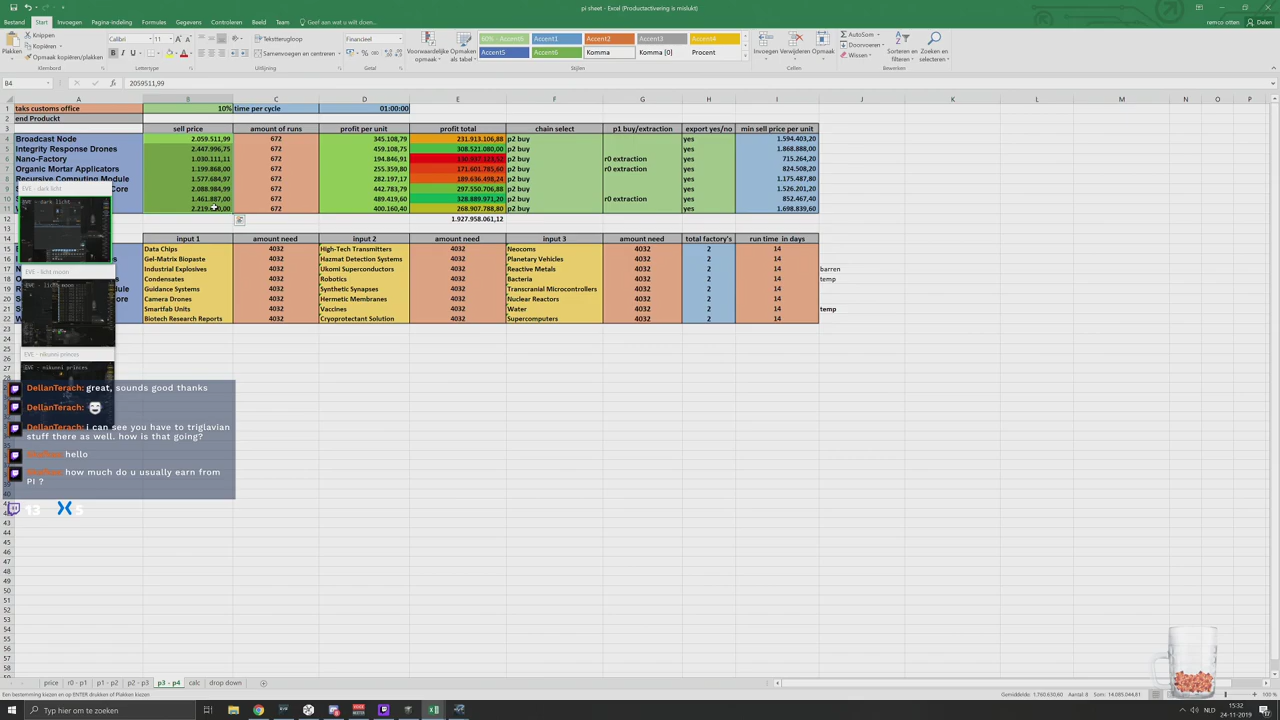 pi sheet - Excel (Productactivering is mislukt)
remco otten
Delen
Bestand Start Invoegen Pagina-indeling Formules Gegevens Controleren Beeld Team Geef aan wat u wilt doen
Knippen
Kopiëren
Opmaak kopiëren/plakken
Plakken
Klembord
Calibri 11
Lettertype
Tekstterugloop
Samenvoegen en centreren
Uitlijning
Financieel
Getal
Voorwaardelijke opmaak
Opmaken als tabel
60% - Accent6 Accent1 Accent2 Accent3 Accent4
Accent5 Accent6 Komma Komma [0] Procent
Stijlen
Invoegen Verwijderen Opmaak
Cellen
AutoSom
Doorvoeren
Wissen
Sorteren en filteren
Zoeken en selecteren
Bewerken
B4 2059511,99
A B C D E F G H I J K L M N O P
taks customs office 10% time per cycle 01:00:00
end Produckt
sell price amount of runs profit per unit profit total chain select p1 buy/extraction export yes/no min sell price per unit
Broadcast Node 2.059.511,99 672 345.108,79 231.913.106,88 p2 buy yes 1.594.403,20
Integrity Response Drones 2.447.996,75 672 459.108,75 308.521.080,00 p2 buy yes 1.868.888,00
Nano-Factory 1.030.111,11 672 194.846,91 130.937.123,52 p2 buy r0 extraction yes 715.264,20
Organic Mortar Applicators 1.199.868,00 672 255.359,80 171.601.785,60 p2 buy r0 extraction yes 824.508,20
Recursive Computing Module 1.577.684,97 672 282.197,17 189.636.498,24 p2 buy yes 1.175.487,80
Core 2.088.984,99 672 442.783,79 297.550.706,88 p2 buy yes 1.526.201,20
1.461.887,00 672 489.419,60 328.889.971,20 p2 buy r0 extraction yes 852.467,40
672 400.160,40 268.907.788,80 p2 buy yes 1.698.839,60
1.927.958.061,12
input 1 amount need input 2 amount need input 3 amount need total factory's run time in days
Data Chips 4032 High-Tech Transmitters 4032 Neocoms 4032 2 14
Gel-Matrix Biopaste 4032 Hazmat Detection Systems 4032 Planetary Vehicles 4032 2 14
Industrial Explosives 4032 Ukomi Superconductors 4032 Reactive Metals 4032 2 14 barren
Condensates 4032 Robotics 4032 Bacteria 4032 2 14 temp
Guidance Systems 4032 Synthetic Synapses 4032 Transcranial Microcontrollers 4032 2 14
Camera Drones 4032 Hermetic Membranes 4032 Nuclear Reactors 4032 2 14
Smartfab Units 4032 Vaccines 4032 Water 4032 2 14 temp
Biotech Research Reports 4032 Cryoprotectant Solution 4032 Supercomputers 4032 2 14
EVE - dark licht
EVE - licht moon
EVE - nikunni princes
DellanTerach: great, sounds good thanks
DellanTerach:
DellanTerach: i can see you have to triglavian
stuff there as well. how is that going?
hello
how much do u usually earn from
PI ?
13 5
price r0 - p1 p1 - p2 p2 - p3 p3 - p4 calc drop down
Een bestemming kiezen en op ENTER drukken of Plakken kiezen
Gemiddelde: 1.760.630,60 Aantal: 8 Som: 14.085.044,81
100 %
Typ hier om te zoeken
NLD
15:32
24-11-2019